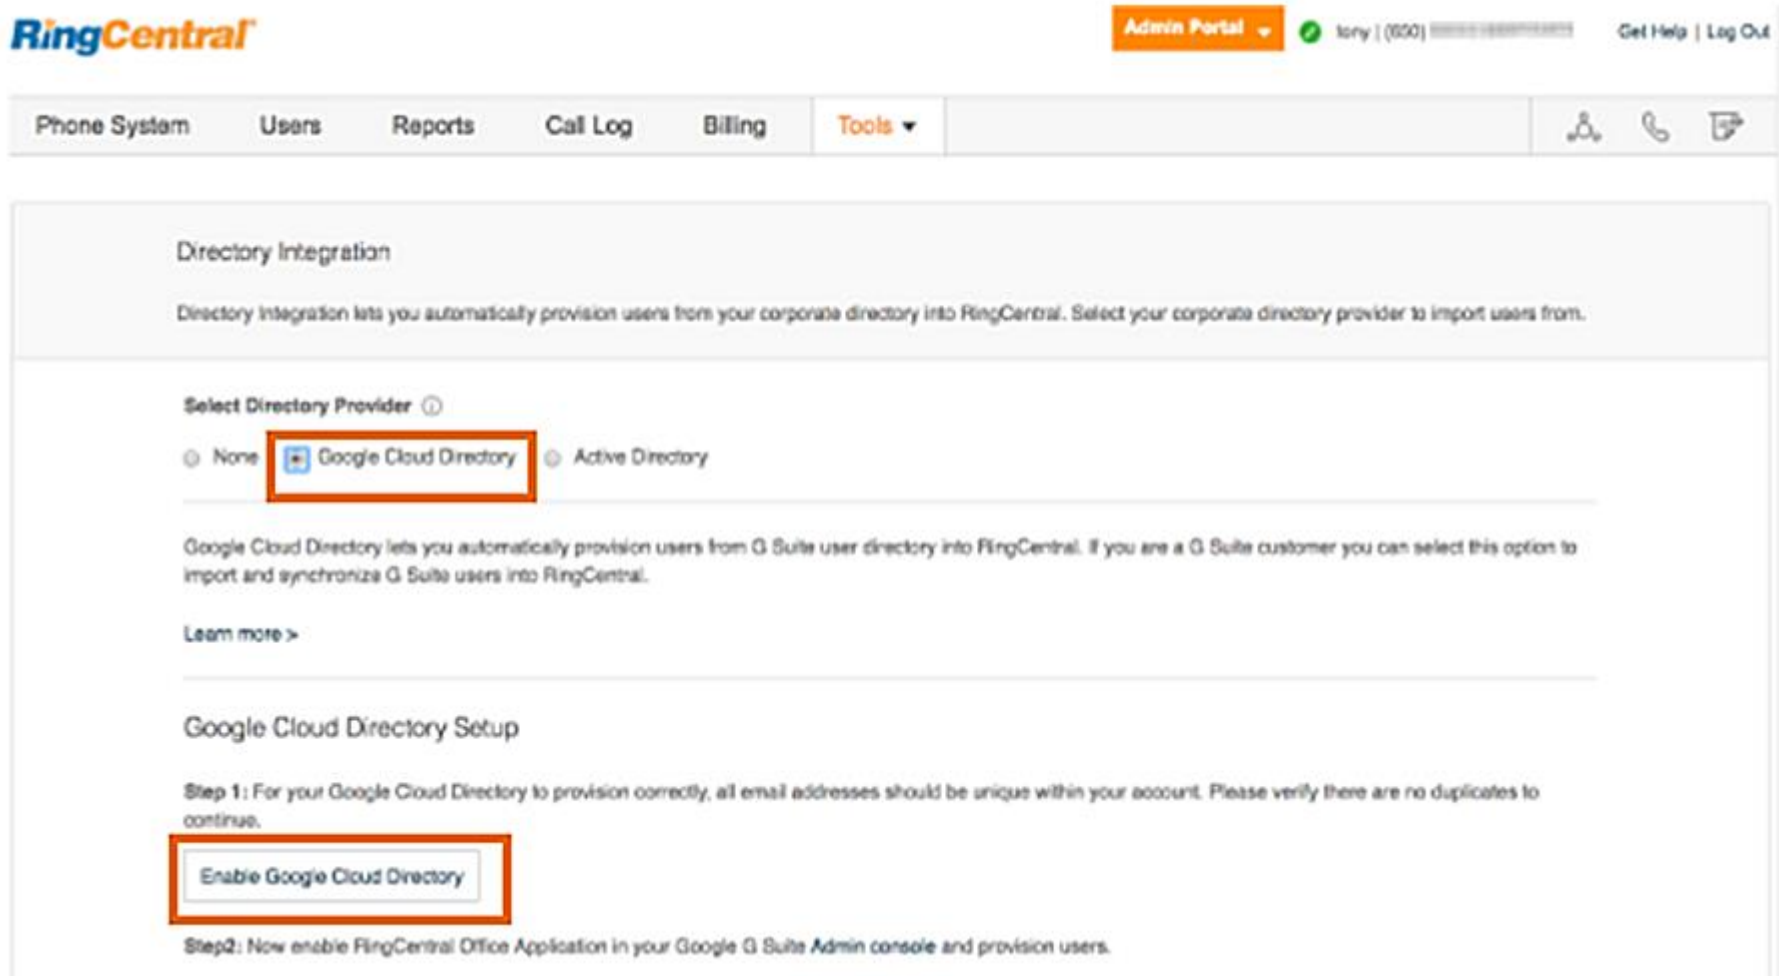 RingCentral
Admin Portal
tony | (650)
Get Help | Log Out
Phone System
Users
Reports
Call Log
Billing
Tools
Directory Integration
Directory Integration lets you automatically provision users from your corporate directory into RingCentral. Select your corporate directory provider to import users from.
Select Directory Provider
None
Google Cloud Directory
Active Directory
Google Cloud Directory lets you automatically provision users from G Suite user directory into RingCentral. If you are a G Suite customer you can select this option to
import and synchronize G Suite users into RingCentral.
Learn more >
Google Cloud Directory Setup
Step 1: For your Google Cloud Directory to provision correctly, all email addresses should be unique within your account. Please verify there are no duplicates to
continue.
Enable Google Cloud Directory
Step2: Now enable RingCentral Office Application in your Google G Suite Admin console and provision users.